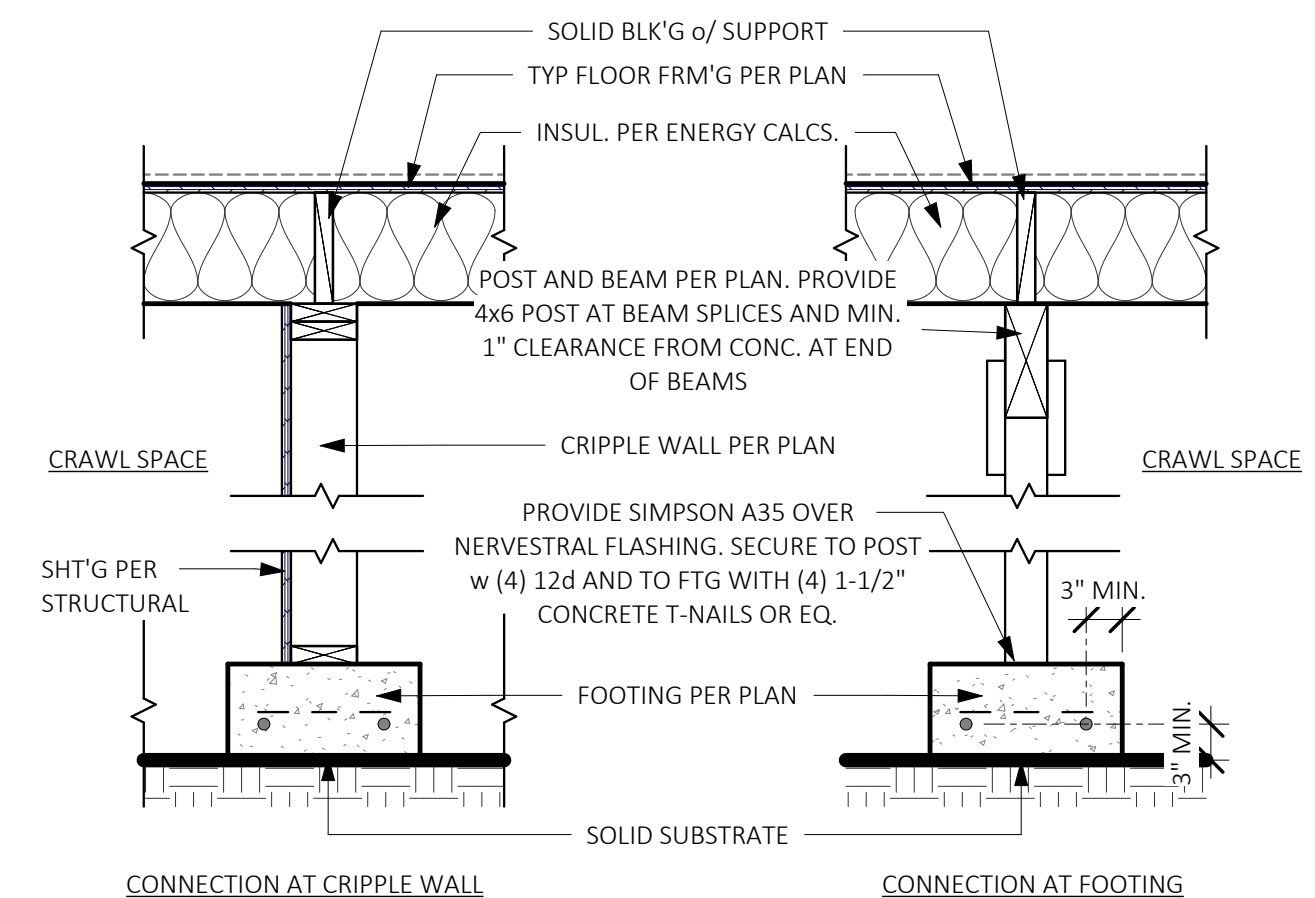 SOLID BLK'G o/ SUPPORT
TYP FLOOR FRM'G PER PLAN
INSUL. PER ENERGY CALCS.
POST AND BEAM PER PLAN. PROVIDE
4x6 POST AT BEAM SPLICES AND MIN.
1" CLEARANCE FROM CONC. AT END
OF BEAMS
CRAWL SPACE
CRIPPLE WALL PER PLAN
CRAWL SPACE
PROVIDE SIMPSON A35 OVER
NERVESTRAL FLASHING. SECURE TO POST
w (4) 12d AND TO FTG WITH (4) 1-1/2"
CONCRETE T-NAILS OR EQ.
SHT'G PER
STRUCTURAL
3" MIN.
FOOTING PER PLAN
3" MIN.
SOLID SUBSTRATE
CONNECTION AT CRIPPLE WALL
CONNECTION AT FOOTING